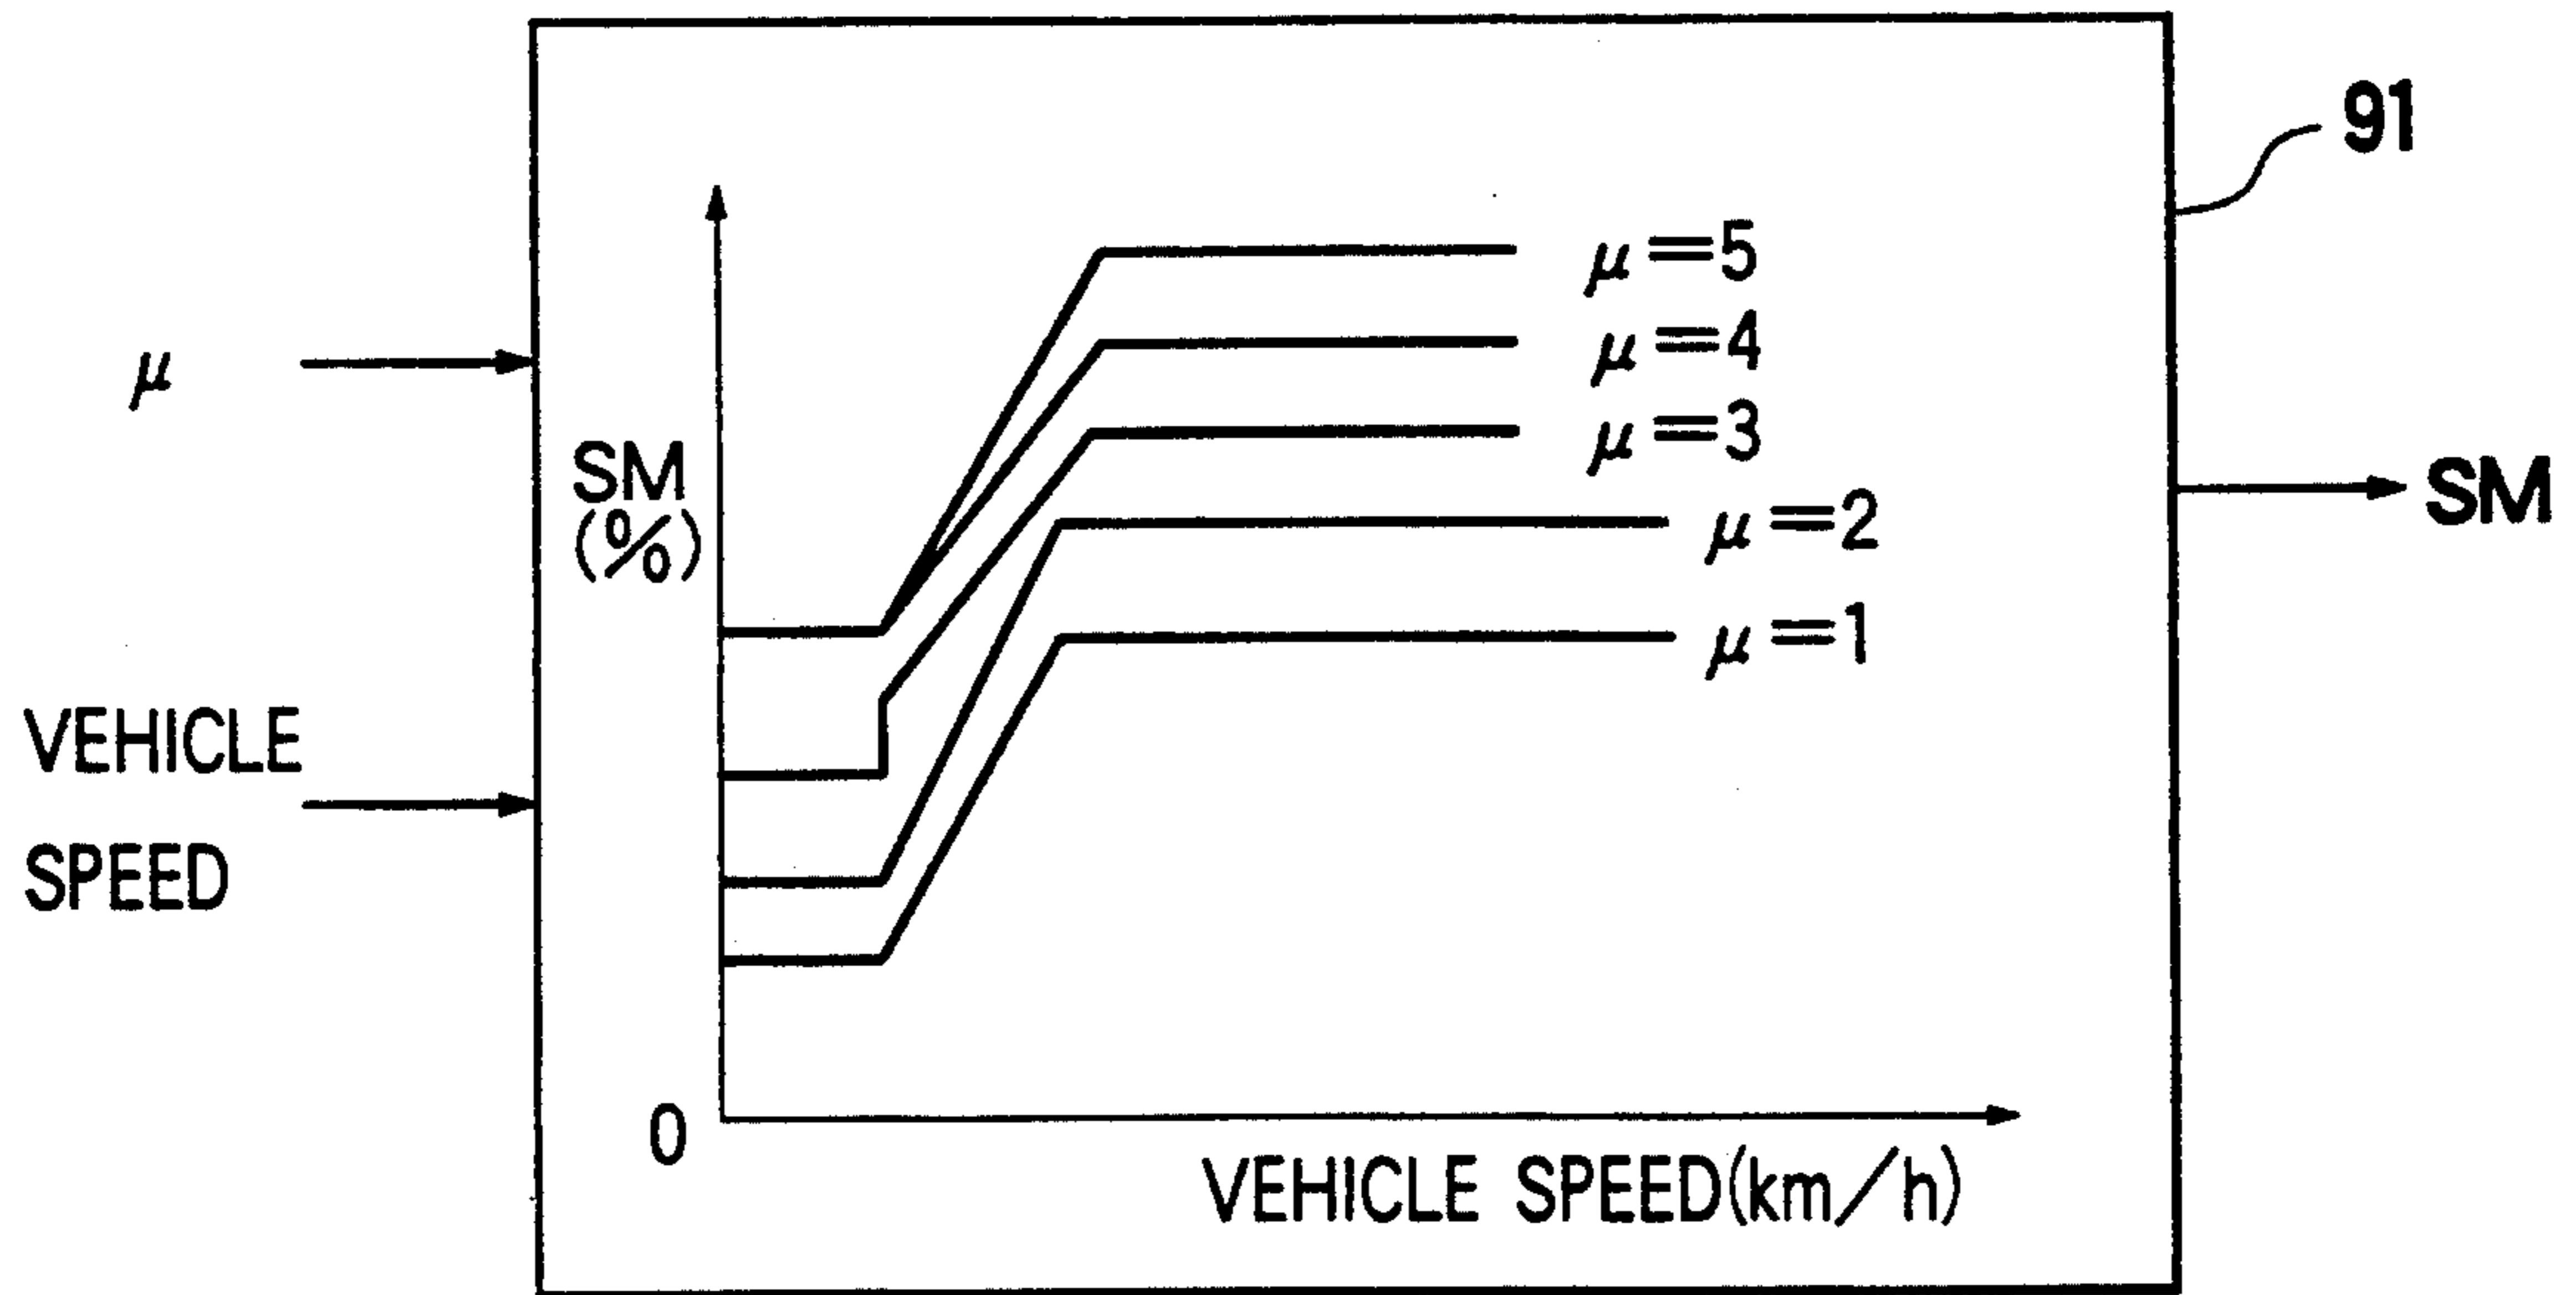 91
μ=5
μ
μ=4
μ=3
SM
(%)
SM
μ=2
μ=1
VEHICLE
SPEED
0
VEHICLE SPEED(km/h)